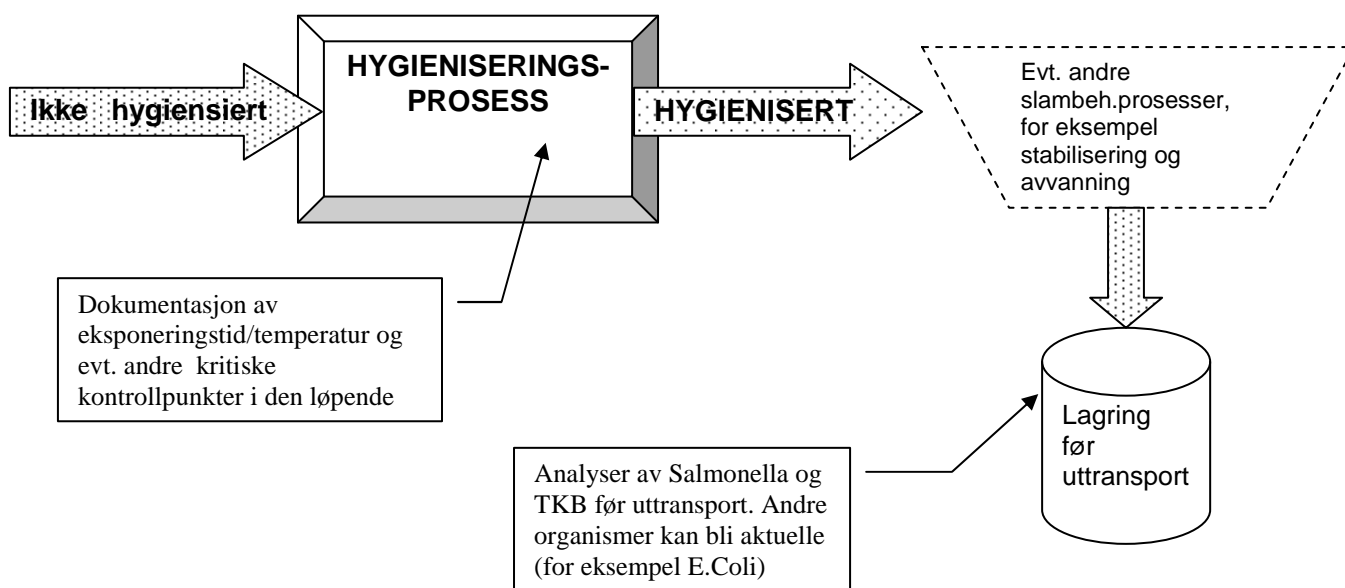 Ikke hygiensiert
HYGIENISERINGS-
PROSESS
HYGIENISERT
Evt. andre
slambeh.prosesser,
for eksempel
stabilisering og
avvanning
Dokumentasjon av
eksponeringstid/temperatur og
evt. andre kritiske
kontrollpunkter i den løpende
Analyser av Salmonella og
TKB før uttransport. Andre
organismer kan bli aktuelle
(for eksempel E.Coli)
Lagring
før
uttransport